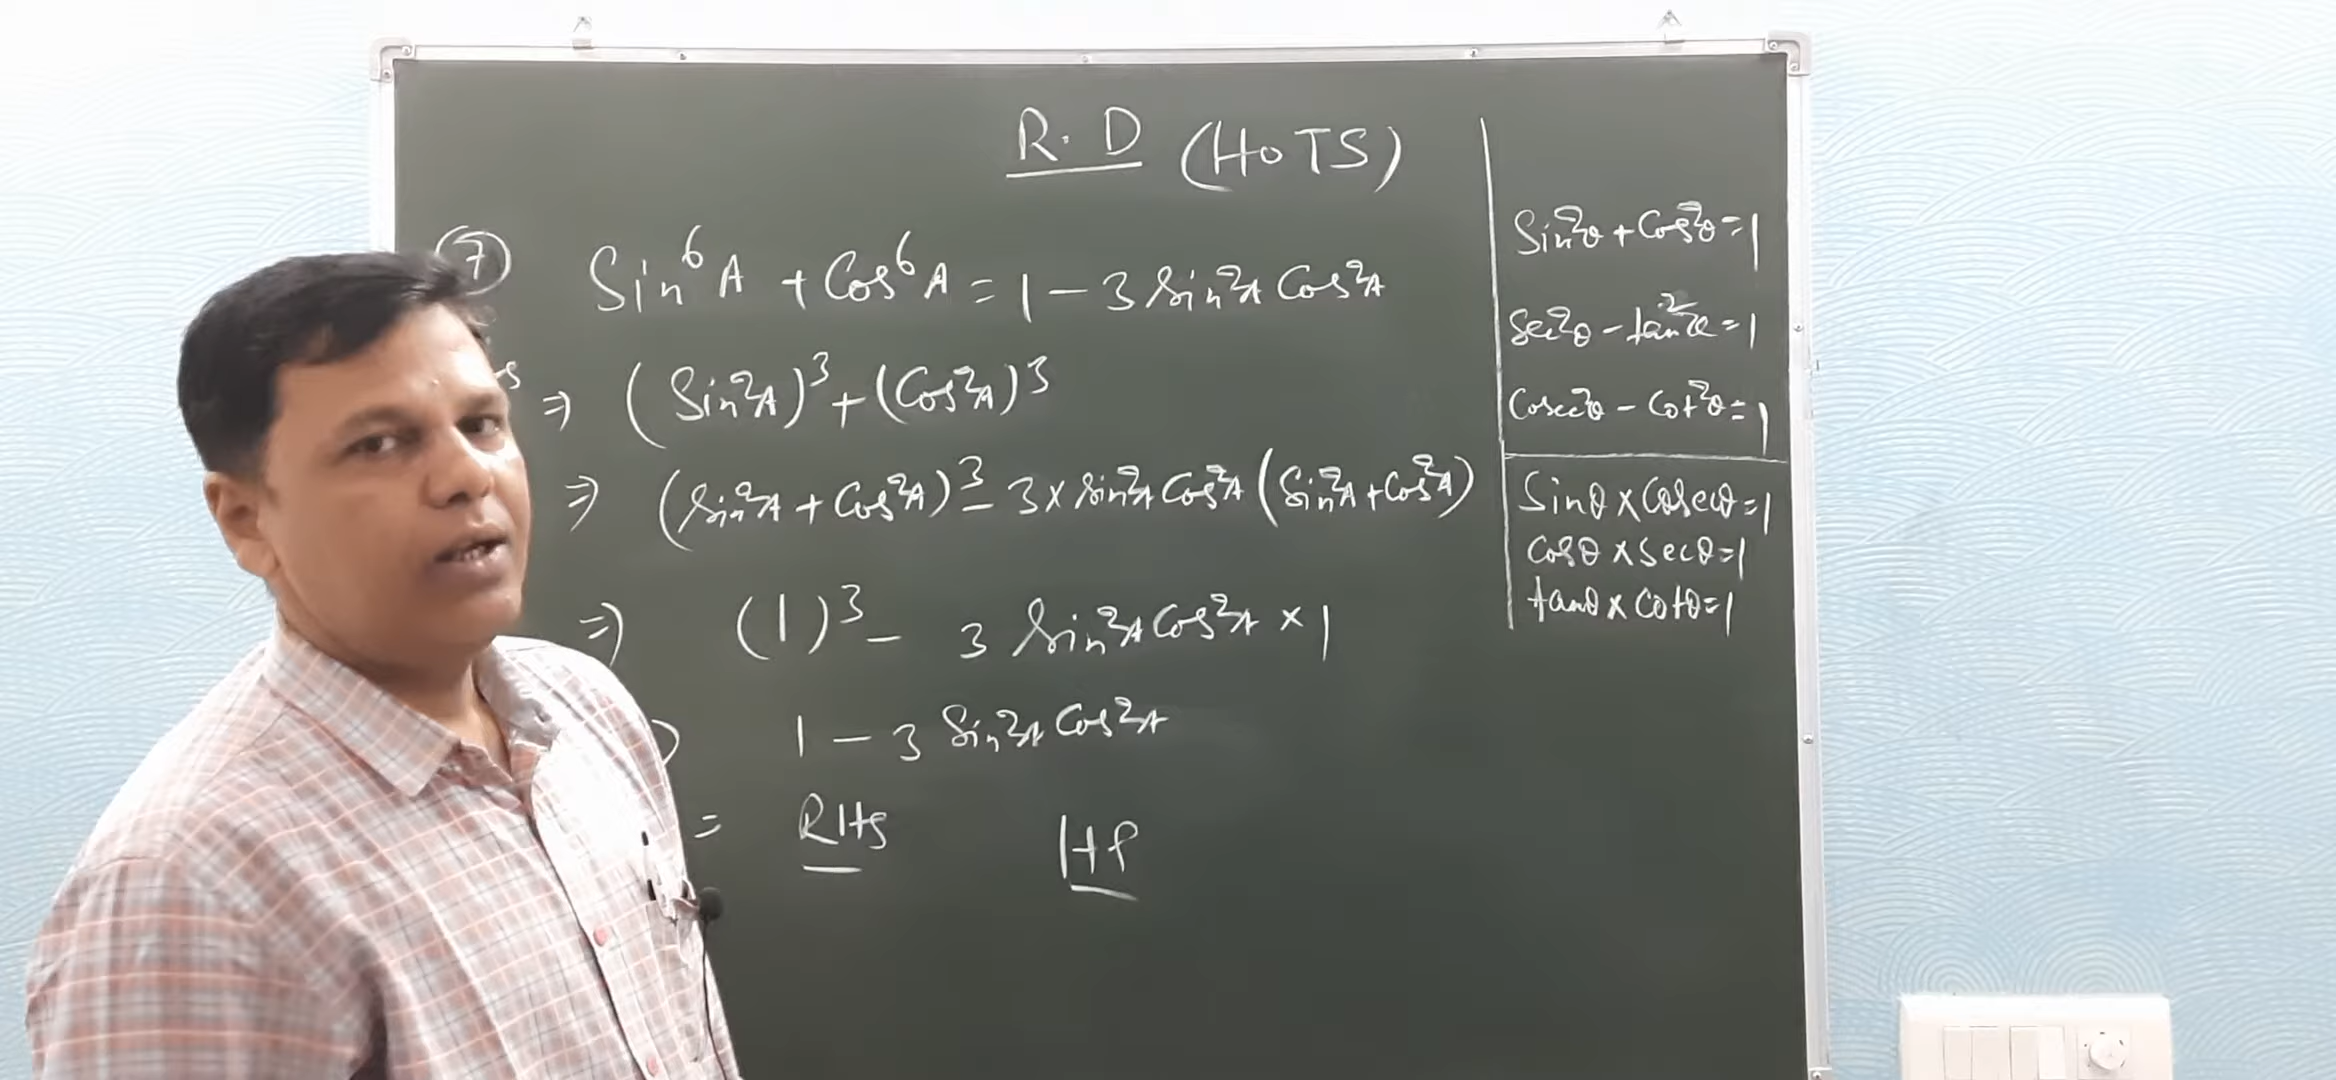 R.D (HOTS)
(7) Sin⁶A + Cos⁶A = 1 - 3 Sin²A Cos²A
⇒ (Sin²A)³ + (Cos²A)³
⇒ (Sin²A + Cos²A)³ - 3 × Sin²A Cos²A (Sin²A + Cos²A)
⇒ (1)³ - 3 Sin²A Cos²A × 1
1 - 3 Sin²A Cos²A
= RHS HP
Sin²θ + Cos²θ = 1
Sec²θ - tan²θ = 1
Cosec²θ - Cot²θ = 1
Sinθ × Cosecθ = 1
Cosθ × Secθ = 1
tanθ × Cotθ = 1